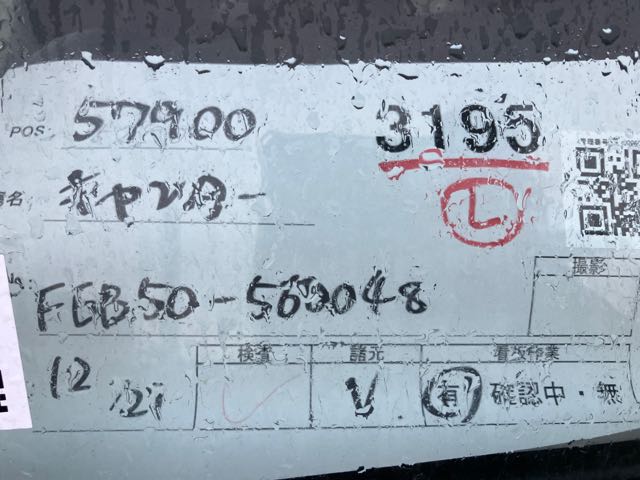 POS 57900 3195
名 キャンター L
撮影
FGB50-560048
検査 諸元 看板作業
12/21 V 有 確認中・無